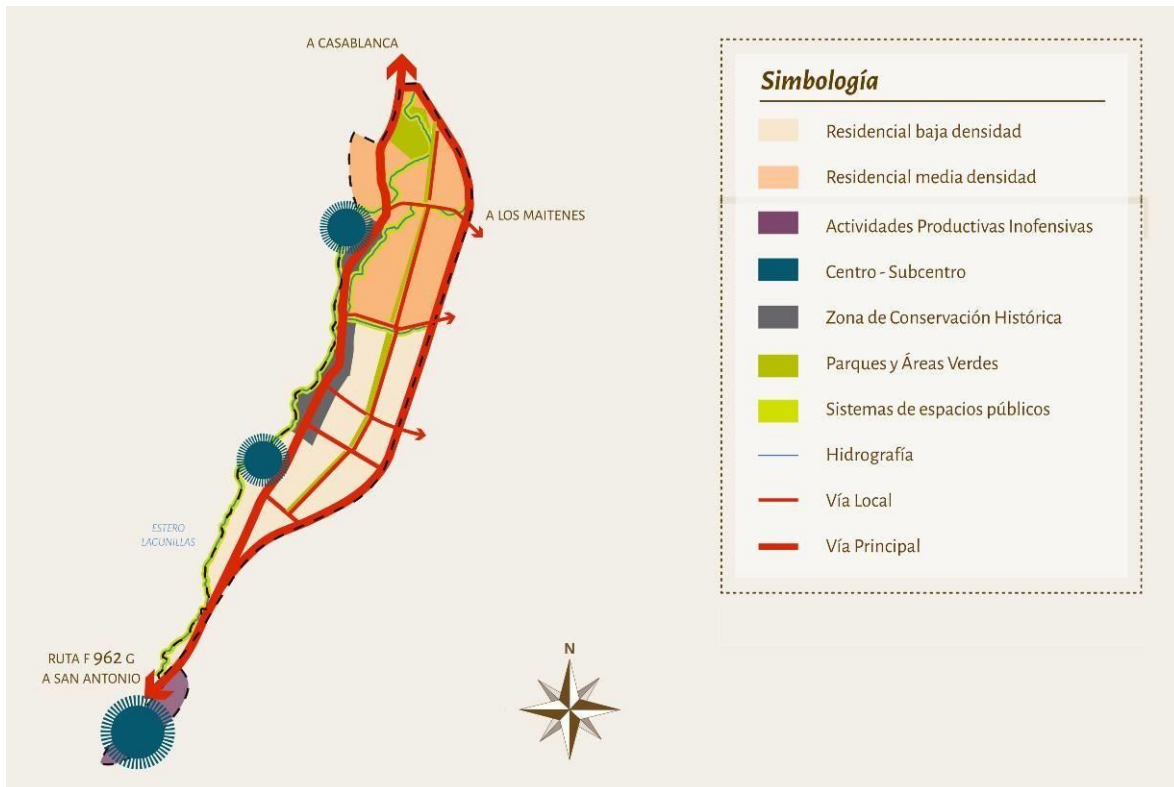 A CASABLANCA
A LOS MAITENES
ESTERO
LAGUNILLAS
RUTA F 962 G
A SAN ANTONIO
N
Simbología
Residencial baja densidad
Residencial media densidad
Actividades Productivas Inofensivas
Centro - Subcentro
Zona de Conservación Histórica
Parques y Áreas Verdes
Sistemas de espacios públicos
Hidrografía
Vía Local
Vía Principal